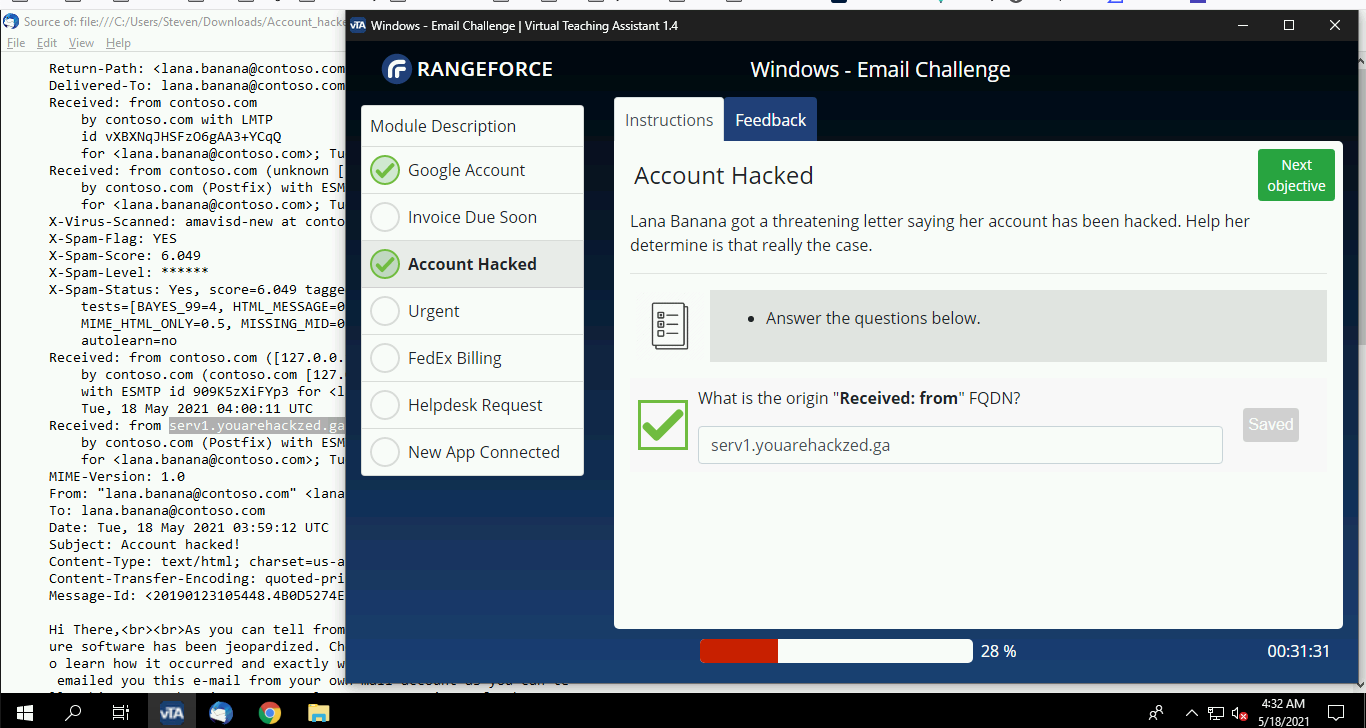 Source of: file:///C:/Users/Steven/Downloads/Account_hacke
File Edit View Help
Return-Path: <lana.banana@contoso.com
Delivered-To: lana.banana@contoso.com
Received: from contoso.com
by contoso.com with LMTP
id vXBXNqJHSFzO6gAA3+YCqQ
for <lana.banana@contoso.com>; Tu
Received: from contoso.com (unknown [
by contoso.com (Postfix) with ESM
for <lana.banana@contoso.com>; Tu
X-Virus-Scanned: amavisd-new at conto
X-Spam-Flag: YES
X-Spam-Score: 6.049
X-Spam-Level: ******
X-Spam-Status: Yes, score=6.049 tagge
tests=[BAYES_99=4, HTML_MESSAGE=0
MIME_HTML_ONLY=0.5, MISSING_MID=0
autolearn=no
Received: from contoso.com ([127.0.0.
by contoso.com (contoso.com [127.
with ESMTP id 909K5zXiFYp3 for <l
Tue, 18 May 2021 04:00:11 UTC
Received: from serv1.youarehackzed.ga
by contoso.com (Postfix) with ESM
for <lana.banana@contoso.com>; Tu
MIME-Version: 1.0
From: "lana.banana@contoso.com" <lana
To: lana.banana@contoso.com
Date: Tue, 18 May 2021 03:59:12 UTC
Subject: Account hacked!
Content-Type: text/html; charset=us-a
Content-Transfer-Encoding: quoted-pri
Message-Id: <20190123105448.4B0D5274E
Hi There,<br><br>As you can tell from
ure software has been jeopardized. Ch
o learn how it occurred and exactly w
emailed you this e-mail from your own mail account as you can te
vTA Windows - Email Challenge | Virtual Teaching Assistant 1.4
RANGEFORCE
Windows - Email Challenge
Module Description
Google Account
Invoice Due Soon
Account Hacked
Urgent
FedEx Billing
Helpdesk Request
New App Connected
Instructions Feedback
Account Hacked
Next
objective
Lana Banana got a threatening letter saying her account has been hacked. Help her
determine is that really the case.
• Answer the questions below.
What is the origin "Received: from" FQDN?
serv1.youarehackzed.ga
Saved
28 % 00:31:31
vTA
4:32 AM
5/18/2021